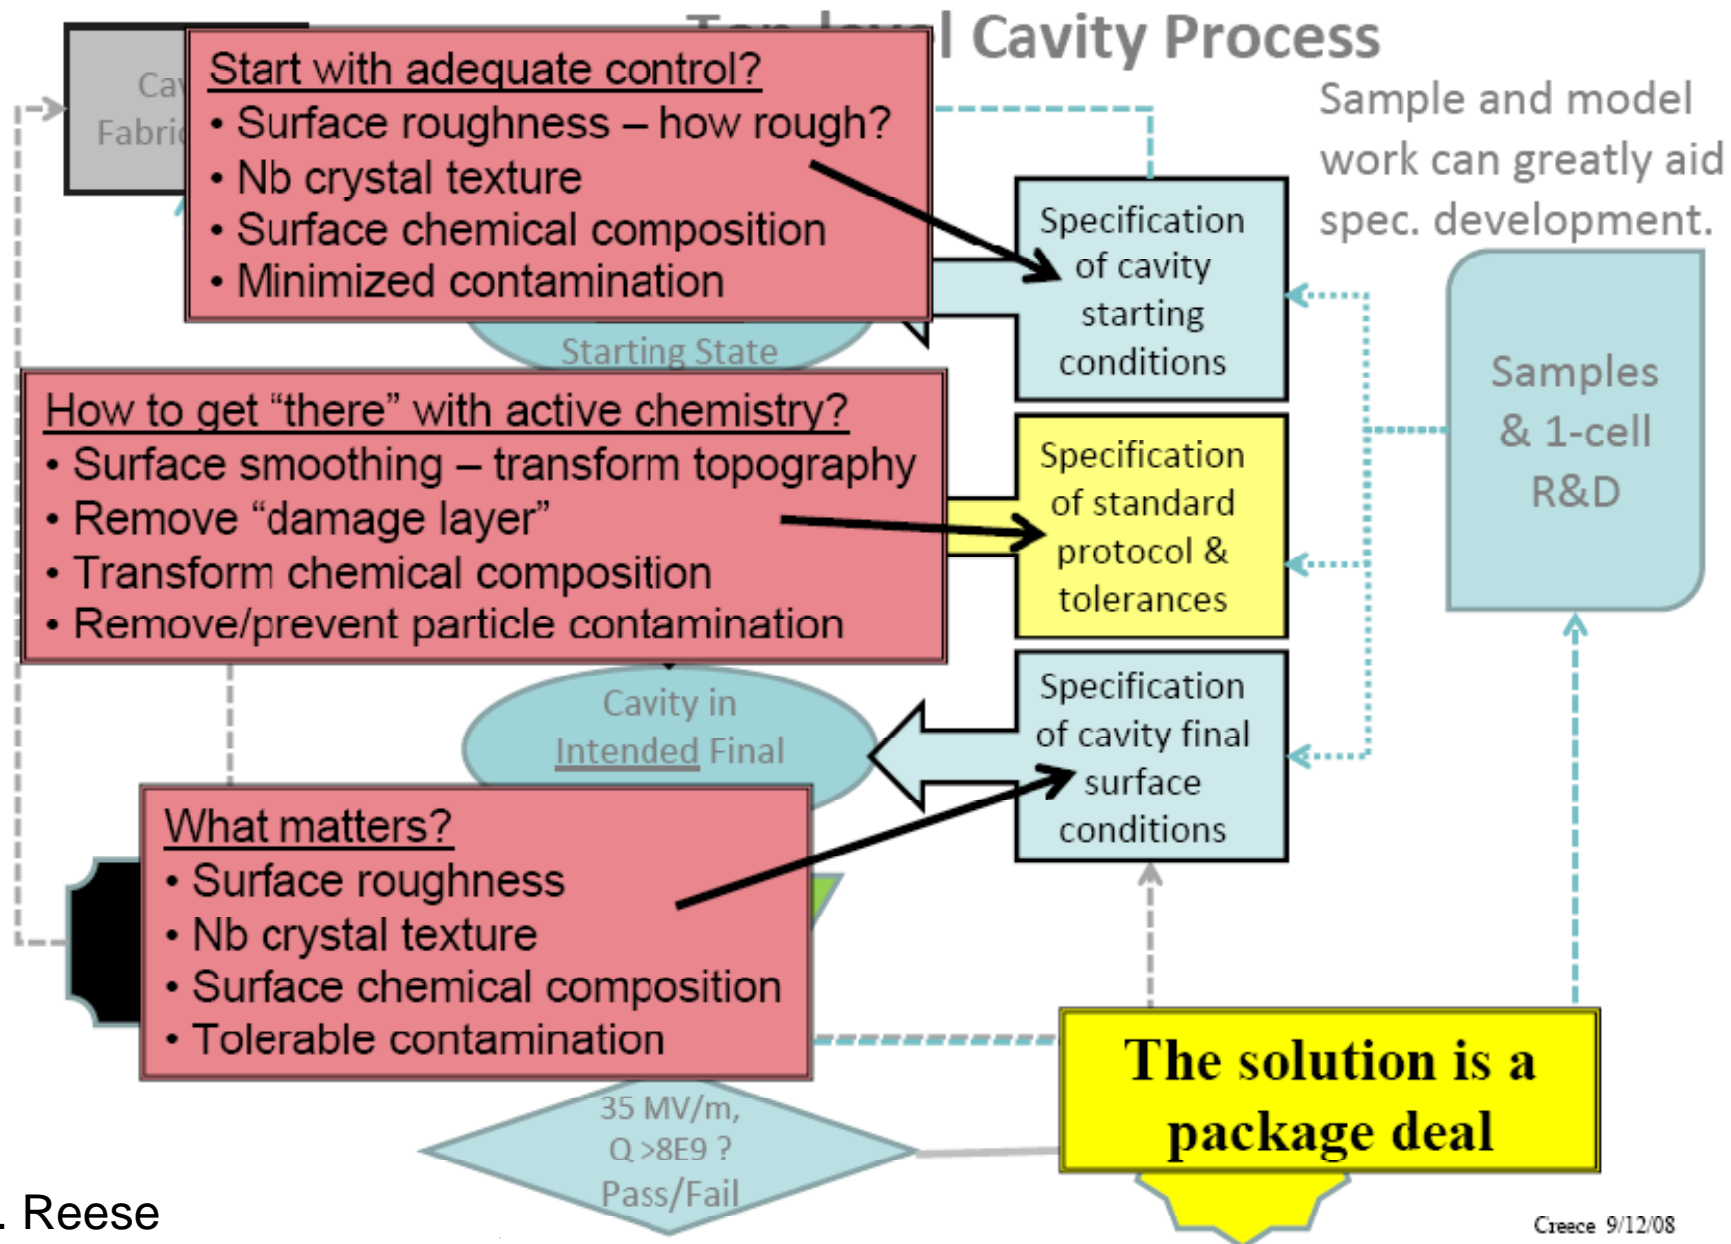 Cavity Process
Start with adequate control?
• Surface roughness – how rough?
• Nb crystal texture
• Surface chemical composition
• Minimized contamination
Sample and model
work can greatly aid
spec. development.
Specification
of cavity
starting
conditions
Starting State
Samples
& 1-cell
R&D
How to get “there” with active chemistry?
• Surface smoothing – transform topography
• Remove “damage layer”
• Transform chemical composition
• Remove/prevent particle contamination
Specification
of standard
protocol &
tolerances
Cavity in
Intended Final
Specification
of cavity final
surface
conditions
What matters?
• Surface roughness
• Nb crystal texture
• Surface chemical composition
• Tolerable contamination
The solution is a
package deal
35 MV/m,
Q >8E9 ?
Pass/Fail
. Reese
Creece 9/12/08